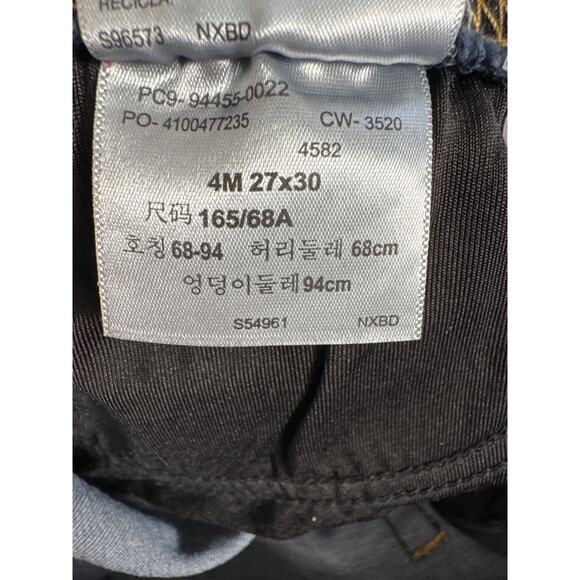 RECICLA.
S96573 NXBD
PC9- 94455-0022
PO- 4100477235 CW- 3520
4582
4M 27x30
尺码 165/68A
호칭 68-94 허리둘레 68cm
엉덩이둘레 94cm
S54961 NXBD